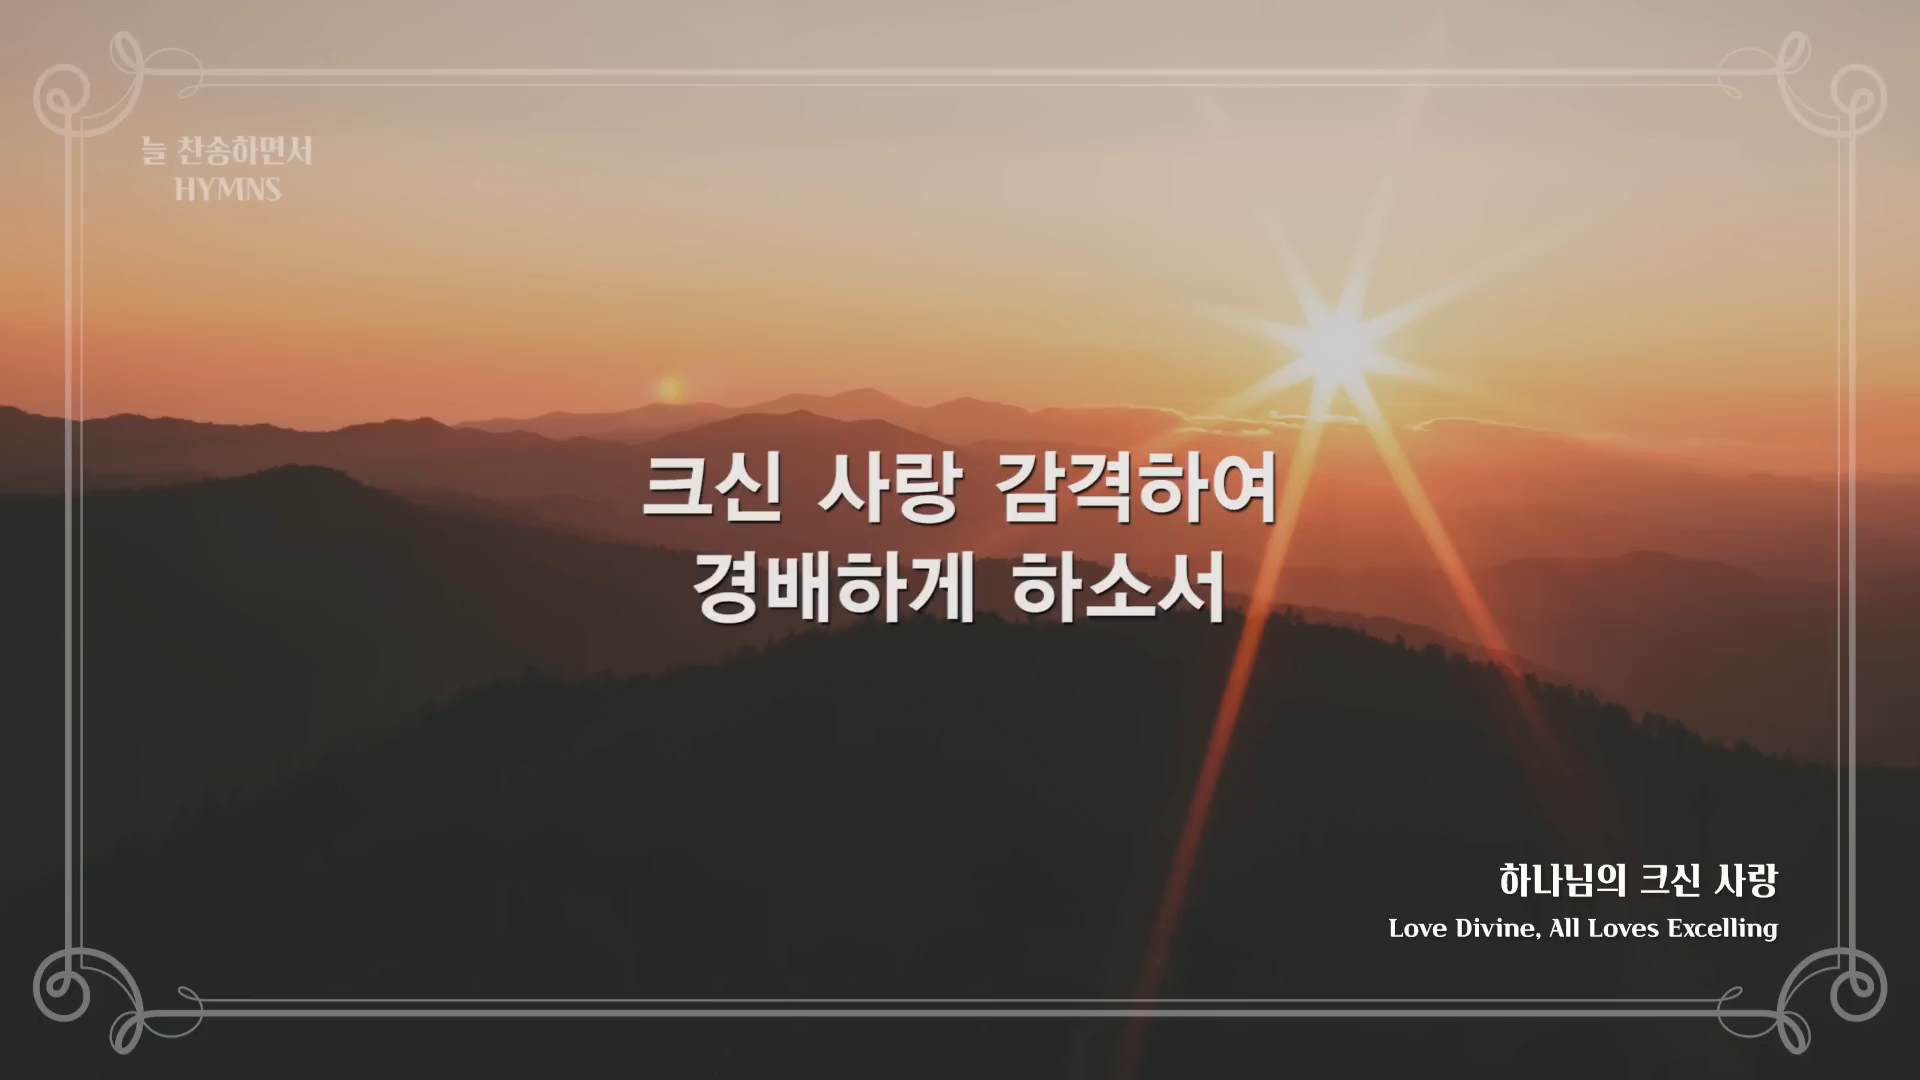 늘 찬송하면서
HYMNS
크신 사랑 감격하여
경배하게 하소서
하나님의 크신 사랑
Love Divine, All Loves Excelling